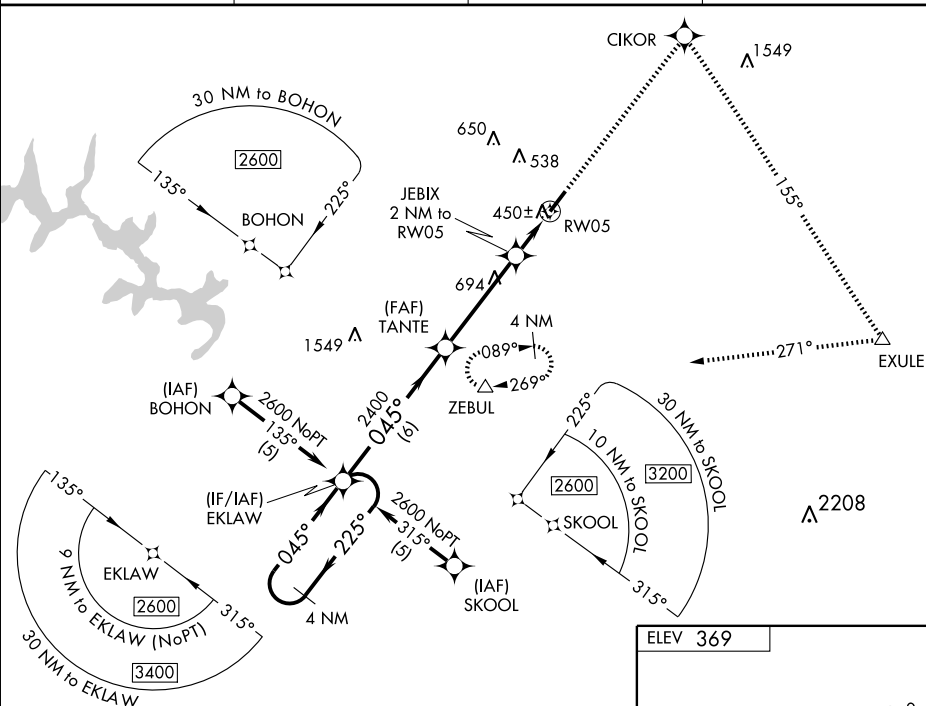 CIKOR
1549
30 NM to BOHON
2600
135°
225°
BOHON
650
538
JEBIX
2 NM to
RW05
450±
RW05
155°
694
(FAF)
TANTE
1549
4 NM
089°
269°
ZEBUL
271°
EXULE
(IAF)
BOHON
2600 NoPT
135°
(5)
2400
045°
(6)
(IF/IAF)
EKLAW
045°
225°
4 NM
2600 NoPT
315°
(5)
(IAF)
SKOOL
225°
30 NM to SKOOL
10 NM to SKOOL
3200
2600
SKOOL
315°
2208
135°
EKLAW
315°
2600
9 NM to EKLAW (NoPT)
3400
30 NM to EKLAW
ELEV 369